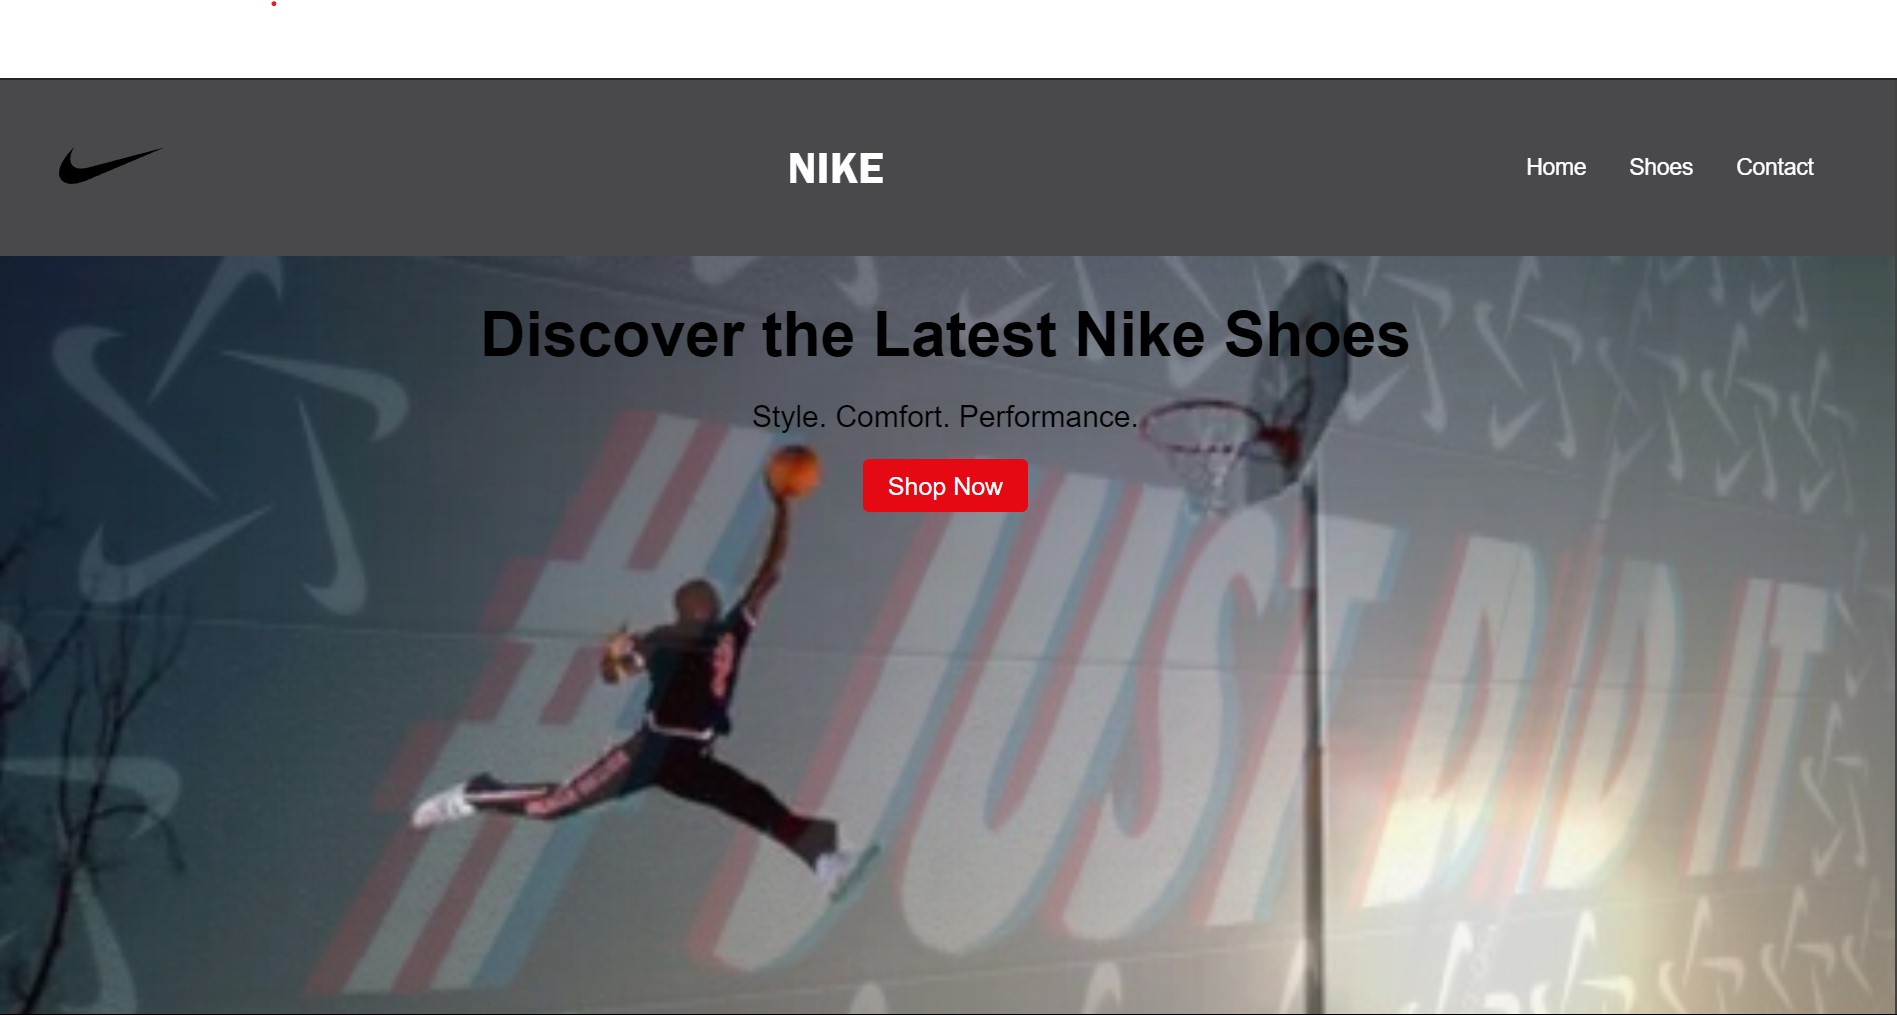 NIKE
Home Shoes Contact
Discover the Latest Nike Shoes
Style. Comfort. Performance.
Shop Now
# JUST DID IT